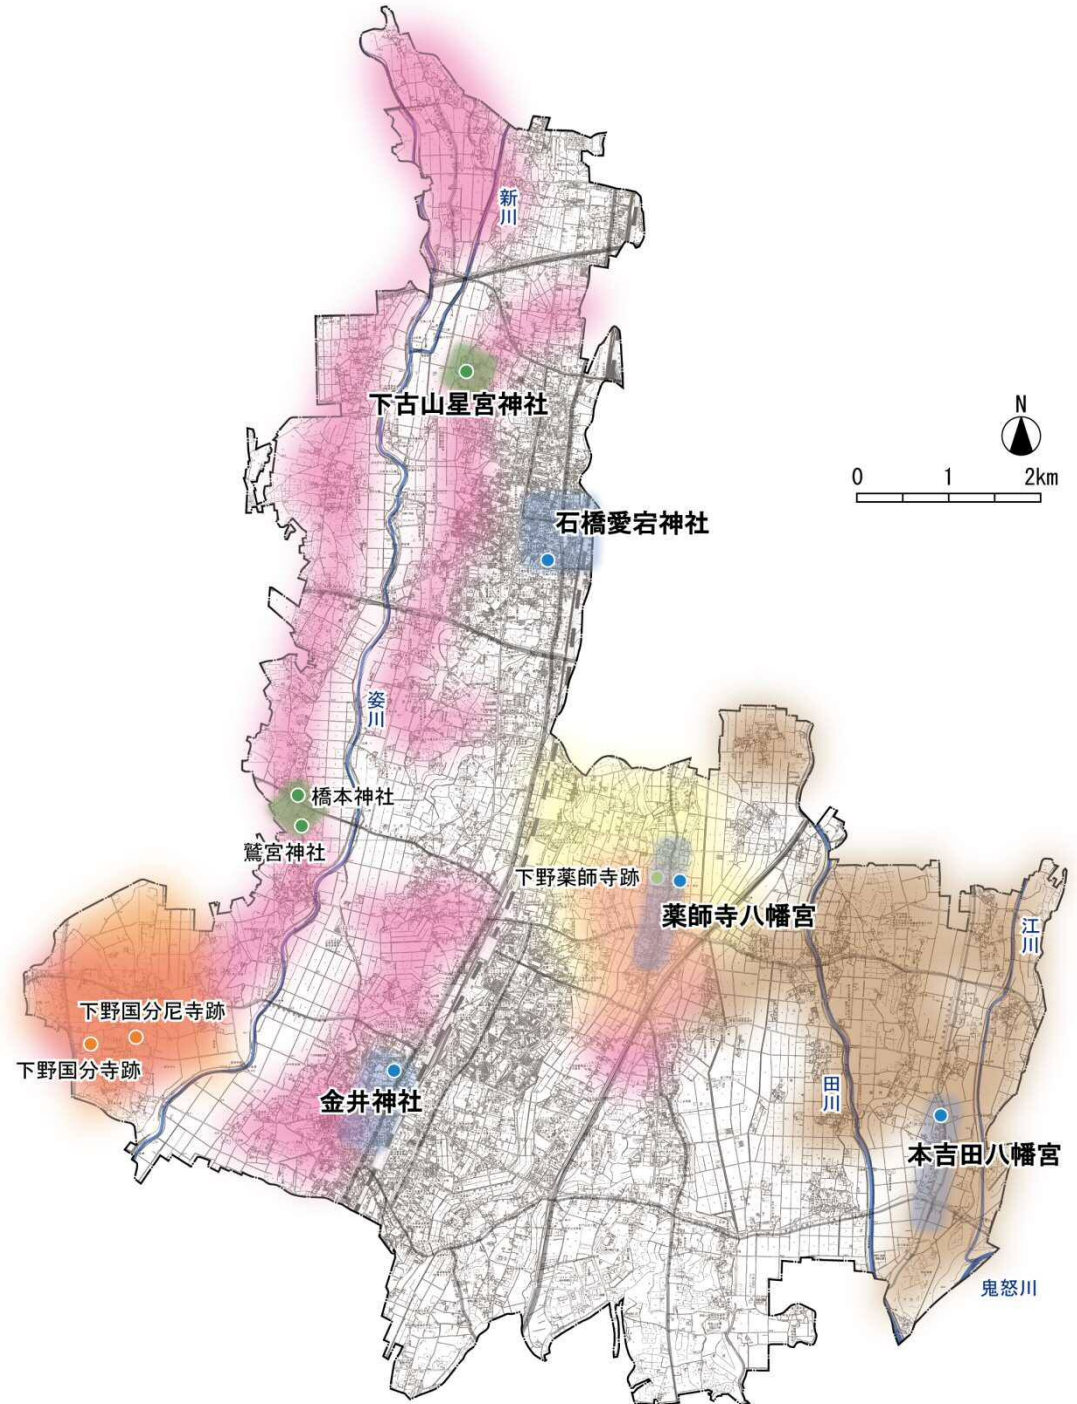 新川
下古山星宮神社
N
0 1 2km
石橋愛宕神社
姿川
橋本神社
鷲宮神社
下野薬師寺跡
薬師寺八幡宮
江川
下野国分尼寺跡
下野国分寺跡
金井神社
田川
本吉田八幡宮
鬼怒川